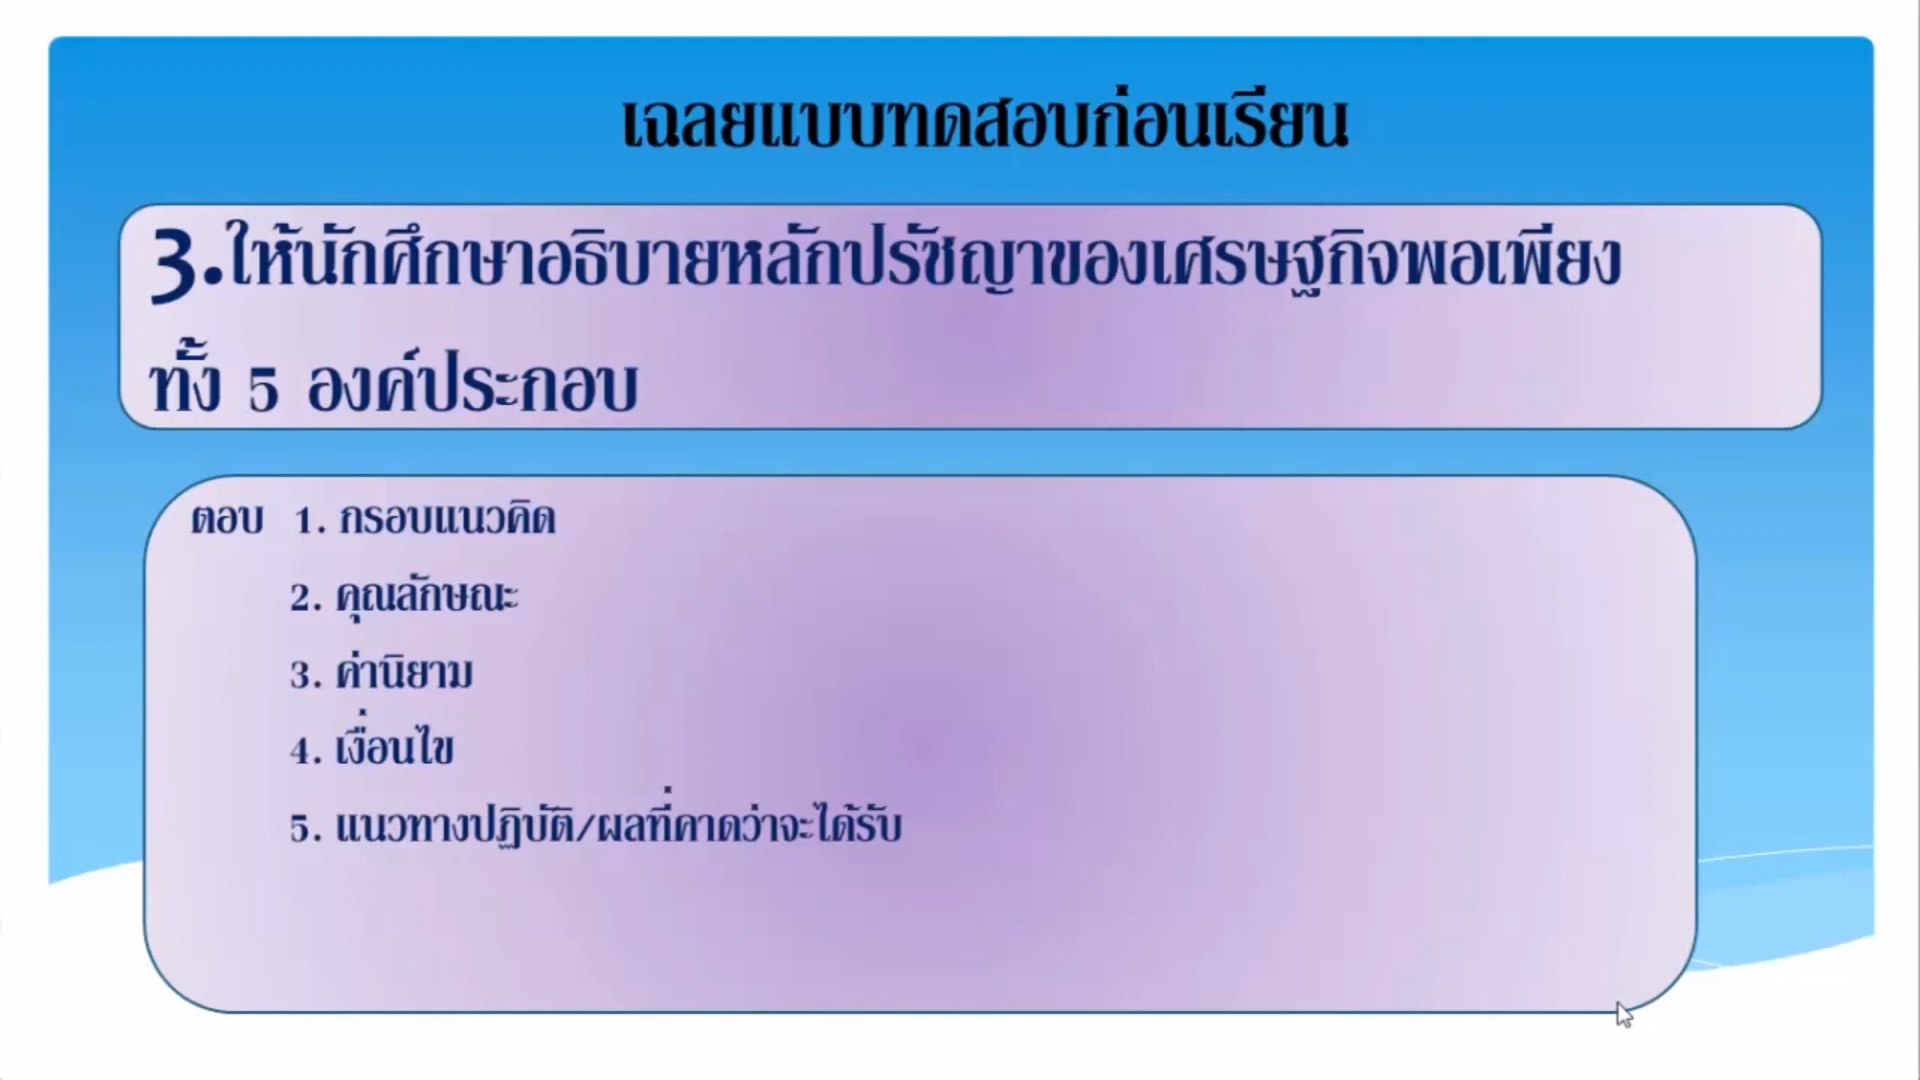 เฉลยแบบทดสอบก่อนเรียน
3.ให้นักศึกษาอธิบายหลักปรัชญาของเศรษฐกิจพอเพียง
ทั้ง 5 องค์ประกอบ
ตอบ 1. กรอบแนวคิด
2. คุณลักษณะ
3. ค่านิยาม
4. เงื่อนไข
5. แนวทางปฏิบัติ/ผลที่คาดว่าจะได้รับ